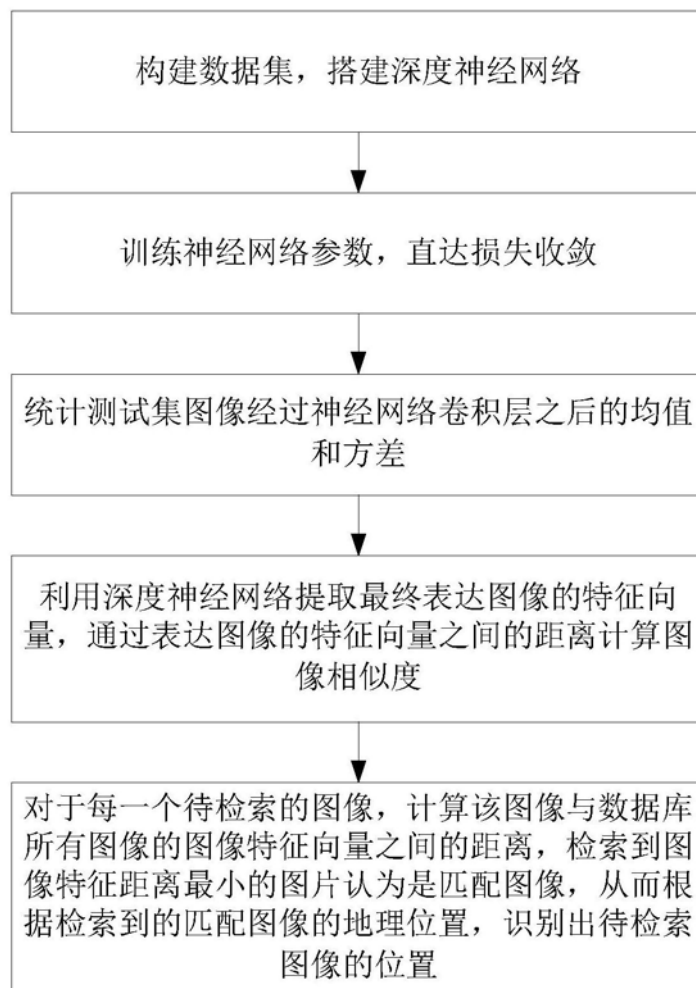 构建数据集，搭建深度神经网络
训练神经网络参数，直达损失收敛
统计测试集图像经过神经网络卷积层之后的均值
和方差
利用深度神经网络提取最终表达图像的特征向
量，通过表达图像的特征向量之间的距离计算图
像相似度
对于每一个待检索的图像，计算该图像与数据库
所有图像的图像特征向量之间的距离，检索到图
像特征距离最小的图片认为是匹配图像，从而根
据检索到的匹配图像的地理位置，识别出待检索
图像的位置